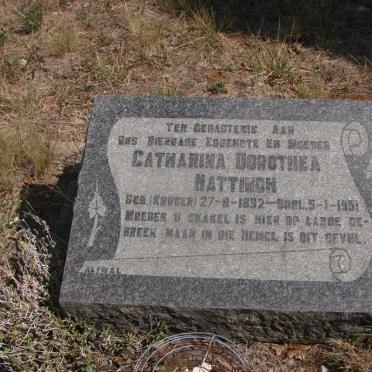 TER GEDAGTENIS AAN
ONS DIERBARE EGGENOTE EN MOEDER
CATHARINA DOROTHEA
HATTINGH
GEB. (KRUGER) 27-8-1892 - OORL. 5-1-1951
MOEDER U SKAKEL IS HIER OP AARDE GE-
BREEK MAAR IN DIE HEMEL IS DIT GEVUL.
ALIWAL